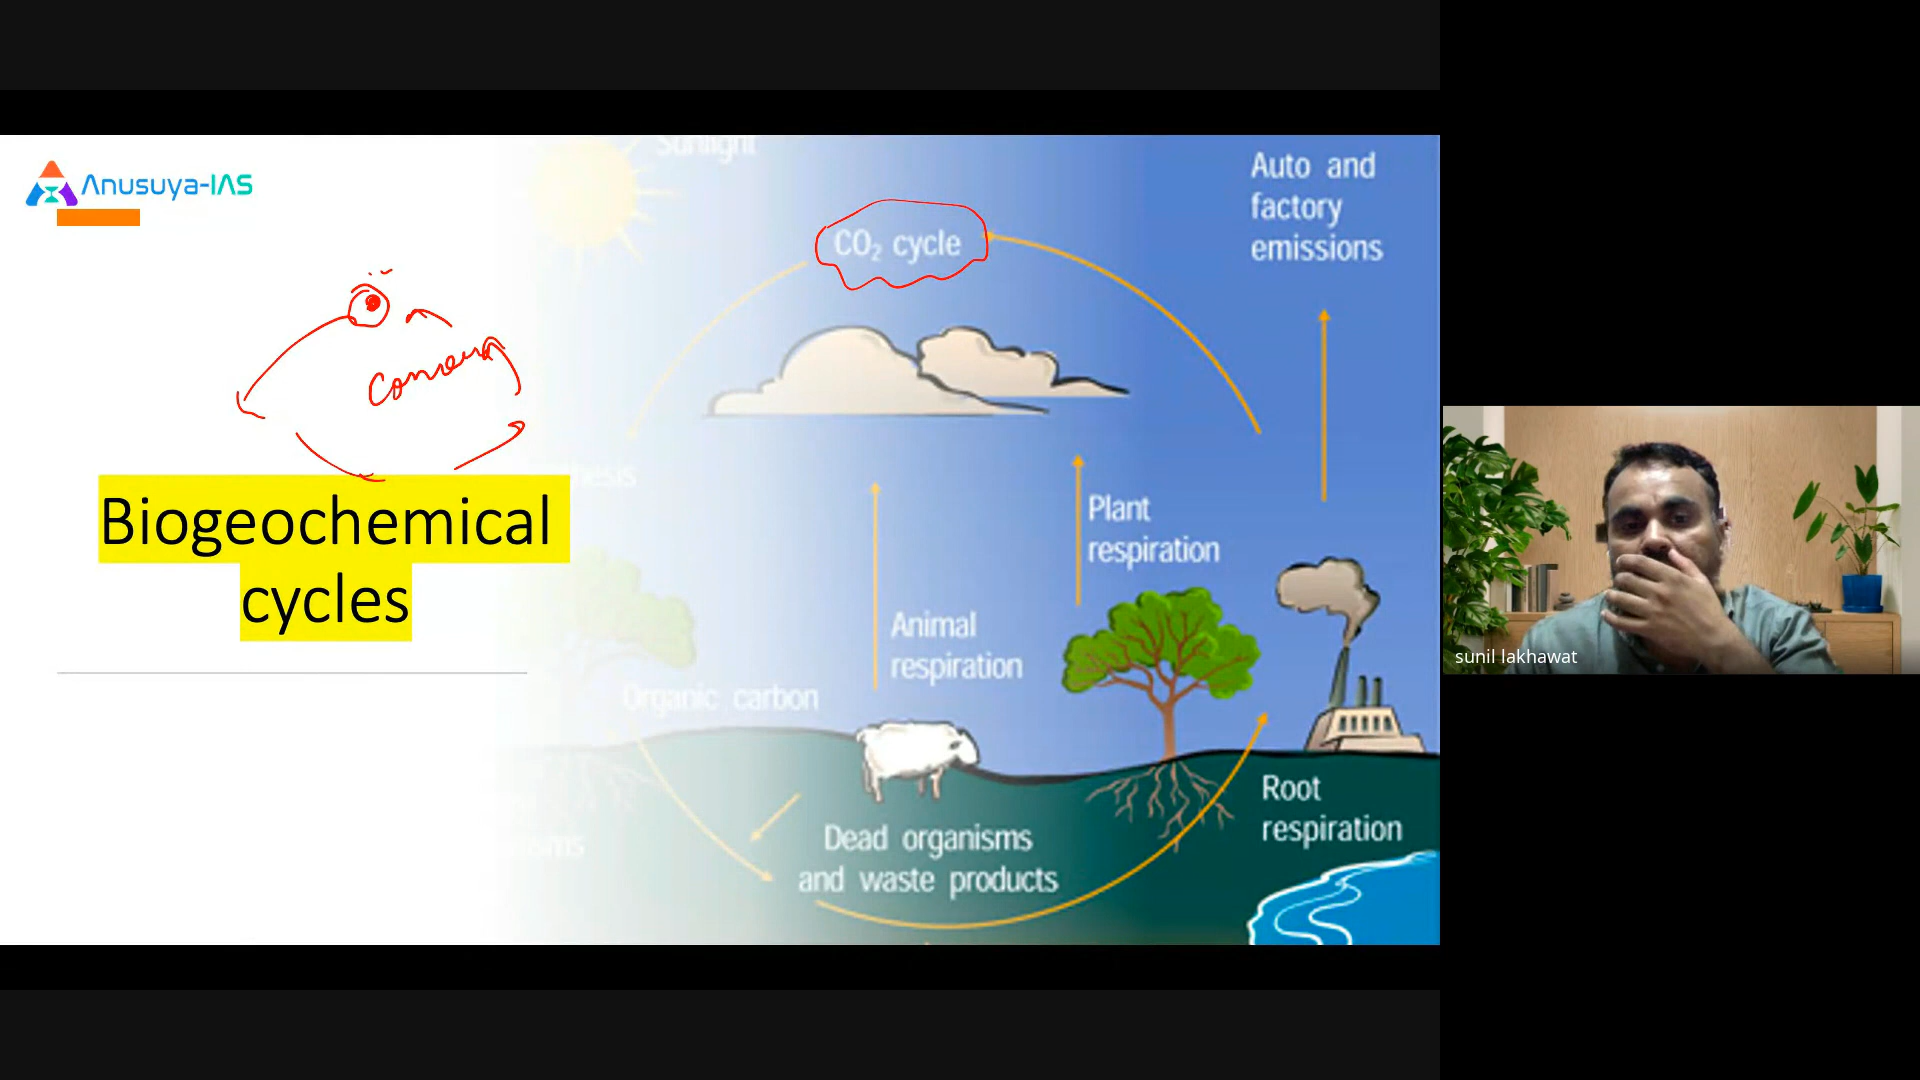 Anusuya-IAS
Sunlight
CO₂ cycle
Auto and
factory
emissions
Biogeochemical
cycles
Plant
respiration
Animal
respiration
Organic carbon
Dead organisms
and waste products
Root
respiration
sunil lakhawat